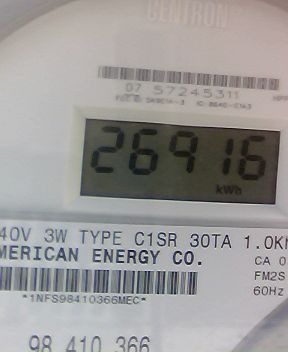 CENTRON
07 57245311
26916
kWh
40V 3W TYPE C1SR 30TA 1.0K
MERICAN ENERGY CO.
CA 0
FM2S
60Hz
*1NFS98410366MEC*
98 410 366